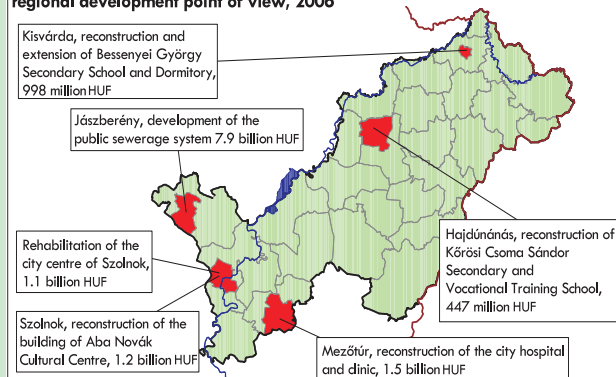 regional development point of view, 2006
Kisvárda, reconstruction and
extension of Bessenyei György
Secondary School and Dormitory,
998 million HUF
Jászberény, development of the
public sewerage system 7.9 billion HUF
Rehabilitation of the
city centre of Szolnok,
1.1 billion HUF
Szolnok, reconstruction of the
building of Aba Novák
Cultural Centre, 1.2 billion HUF
Hajdúnánás, reconstruction of
Kőrösi Csoma Sándor
Secondary and
Vocational Training School,
447 million HUF
Mezőtúr, reconstruction of the city hospital
and clinic, 1.5 billion HUF